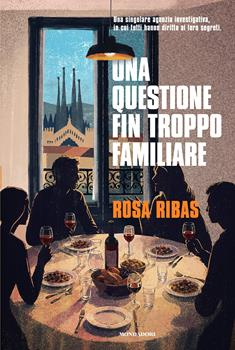 Una singolare agenzia investigativa,
in cui tutti hanno diritto ai loro segreti.
UNA
QUESTIONE
FIN TROPPO
FAMILIARE
ROSA RIBAS
MONDADORI